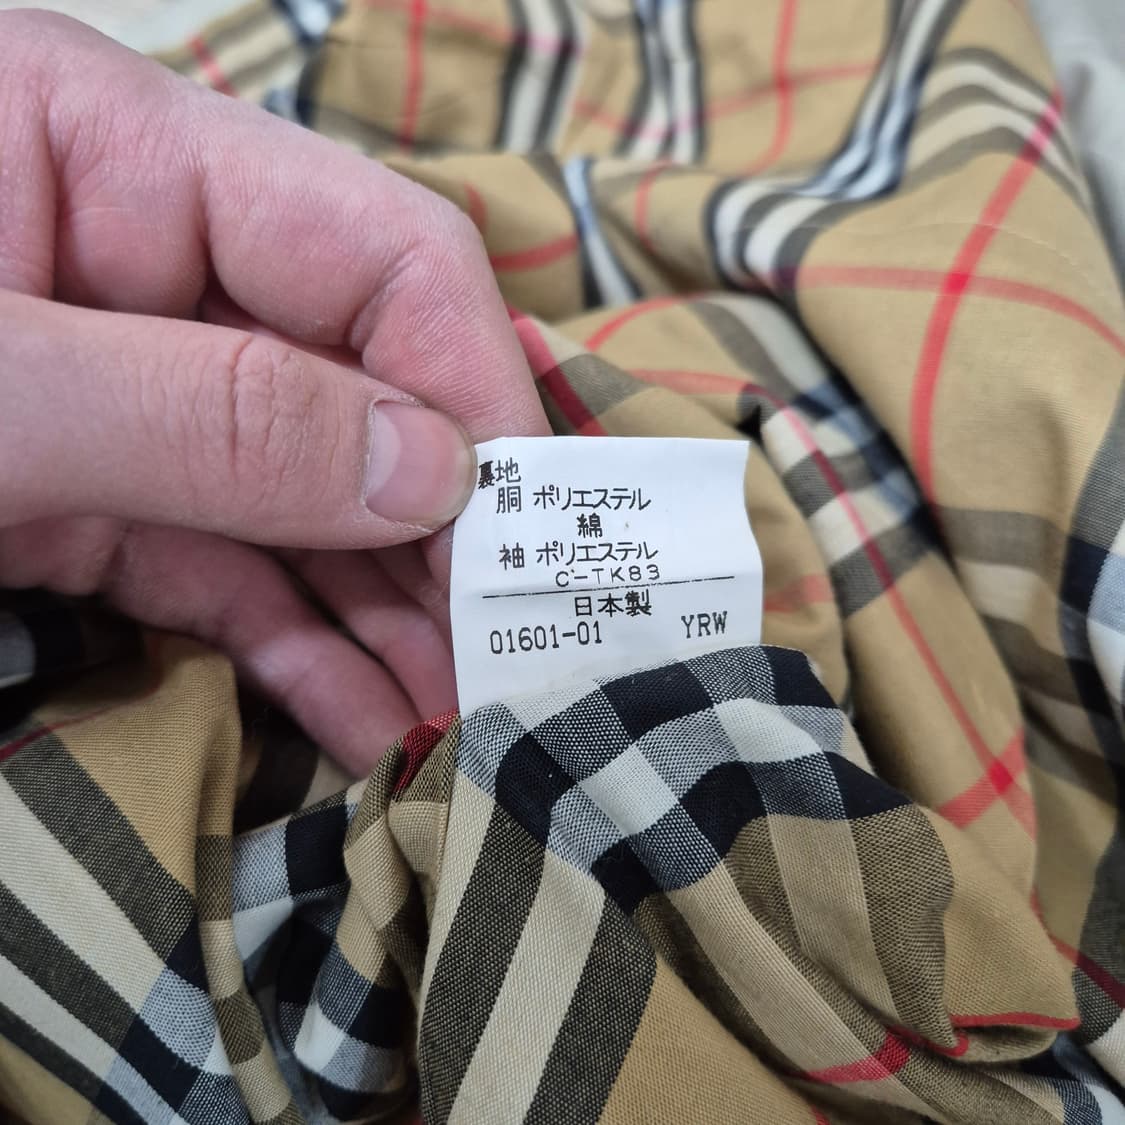 裏地
胴 ポリエステル
綿
袖 ポリエステル
C-TK83
日本製
01601-01 YRW